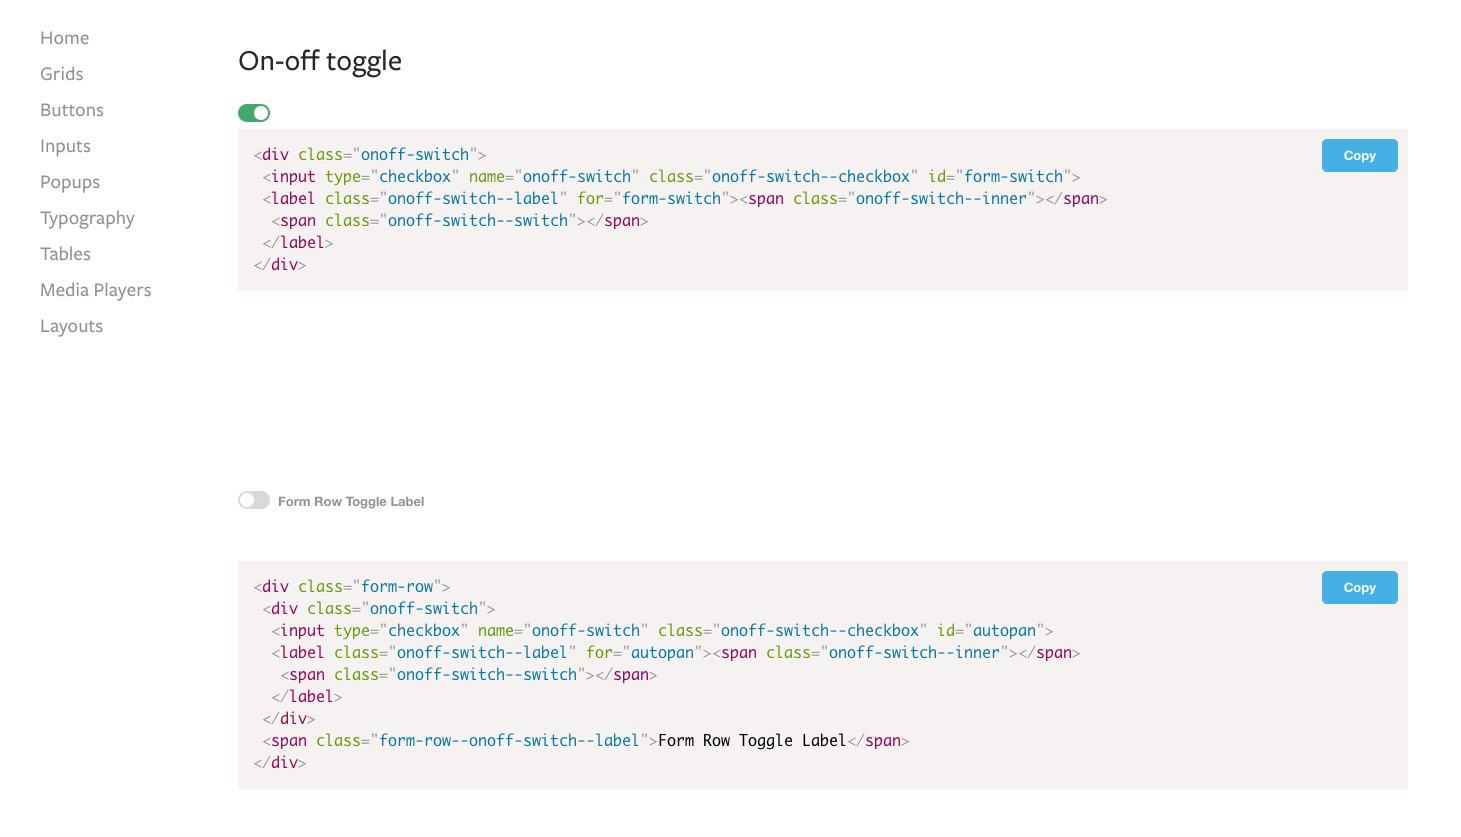 Home
Grids
Buttons
Inputs
Popups
Typography
Tables
Media Players
Layouts
On-off toggle
Copy
<div class="onoff-switch">
 <input type="checkbox" name="onoff-switch" class="onoff-switch--checkbox" id="form-switch">
 <label class="onoff-switch--label" for="form-switch"><span class="onoff-switch--inner"></span>
  <span class="onoff-switch--switch"></span>
 </label>
</div>
Form Row Toggle Label
Copy
<div class="form-row">
 <div class="onoff-switch">
  <input type="checkbox" name="onoff-switch" class="onoff-switch--checkbox" id="autopan">
  <label class="onoff-switch--label" for="autopan"><span class="onoff-switch--inner"></span>
   <span class="onoff-switch--switch"></span>
  </label>
 </div>
 <span class="form-row--onoff-switch--label">Form Row Toggle Label</span>
</div>